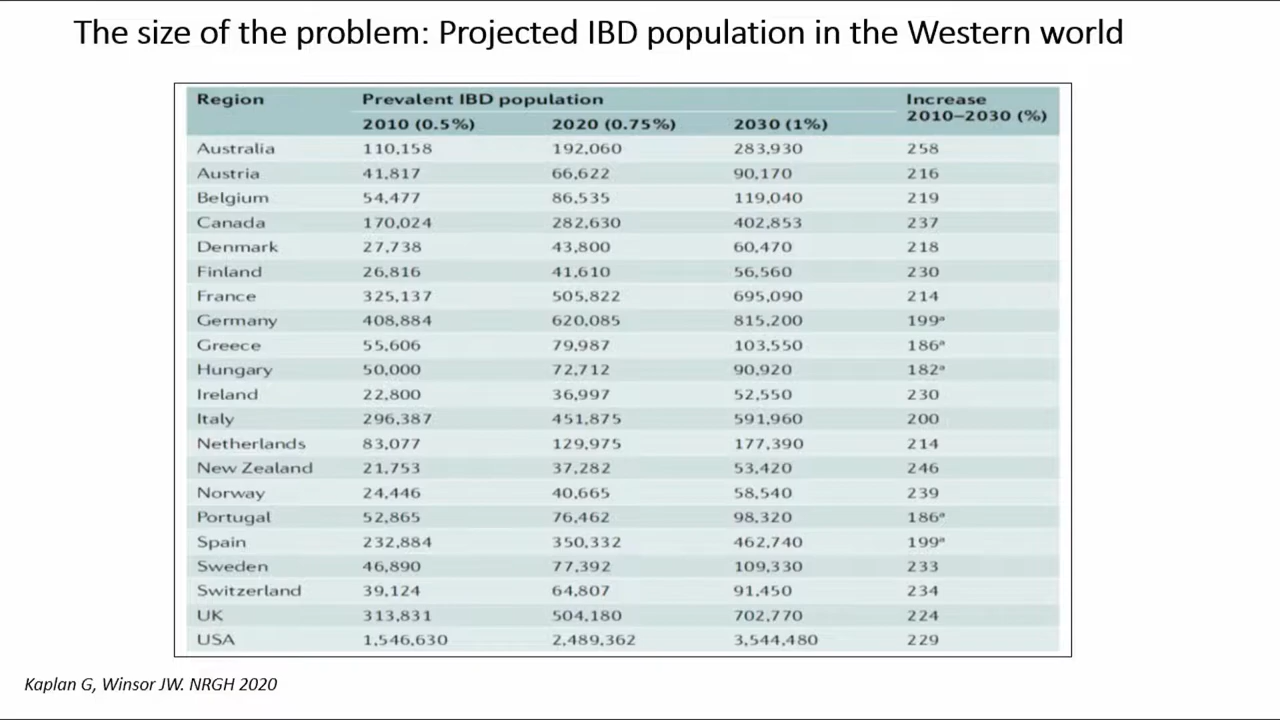 The size of the problem: Projected IBD population in the Western world
Region Prevalent IBD population Increase 2010–2030 (%)
2010 (0.5%) 2020 (0.75%) 2030 (1%)
Australia 110,158 192,060 283,930 258
Austria 41,817 66,622 90,170 216
Belgium 54,477 86,535 119,040 219
Canada 170,024 282,630 402,853 237
Denmark 27,738 43,800 60,470 218
Finland 26,816 41,610 56,560 230
France 325,137 505,822 695,090 214
Germany 408,884 620,085 815,200 199ª
Greece 55,606 79,987 103,550 186ª
Hungary 50,000 72,712 90,920 182ª
Ireland 22,800 36,997 52,550 230
Italy 296,387 451,875 591,960 200
Netherlands 83,077 129,975 177,390 214
New Zealand 21,753 37,282 53,420 246
Norway 24,446 40,665 58,540 239
Portugal 52,865 76,462 98,320 186ª
Spain 232,884 350,332 462,740 199ª
Sweden 46,890 77,392 109,330 233
Switzerland 39,124 64,807 91,450 234
UK 313,831 504,180 702,770 224
USA 1,546,630 2,489,362 3,544,480 229
Kaplan G, Winsor JW. NRGH 2020